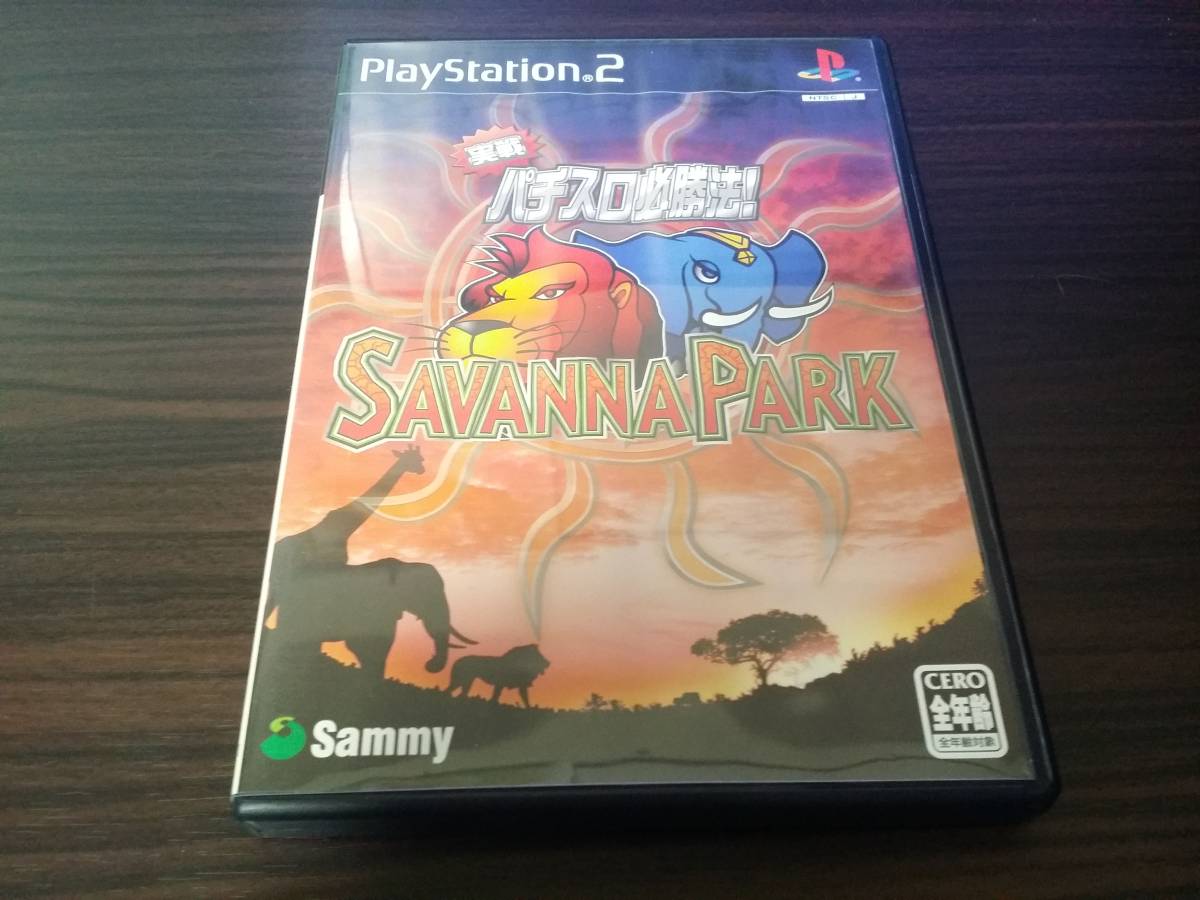 PlayStation®2
NTSC J
実戦
パチスロ必勝法!
SAVANNA PARK
Sammy
CERO
全年齢
全年齢対象